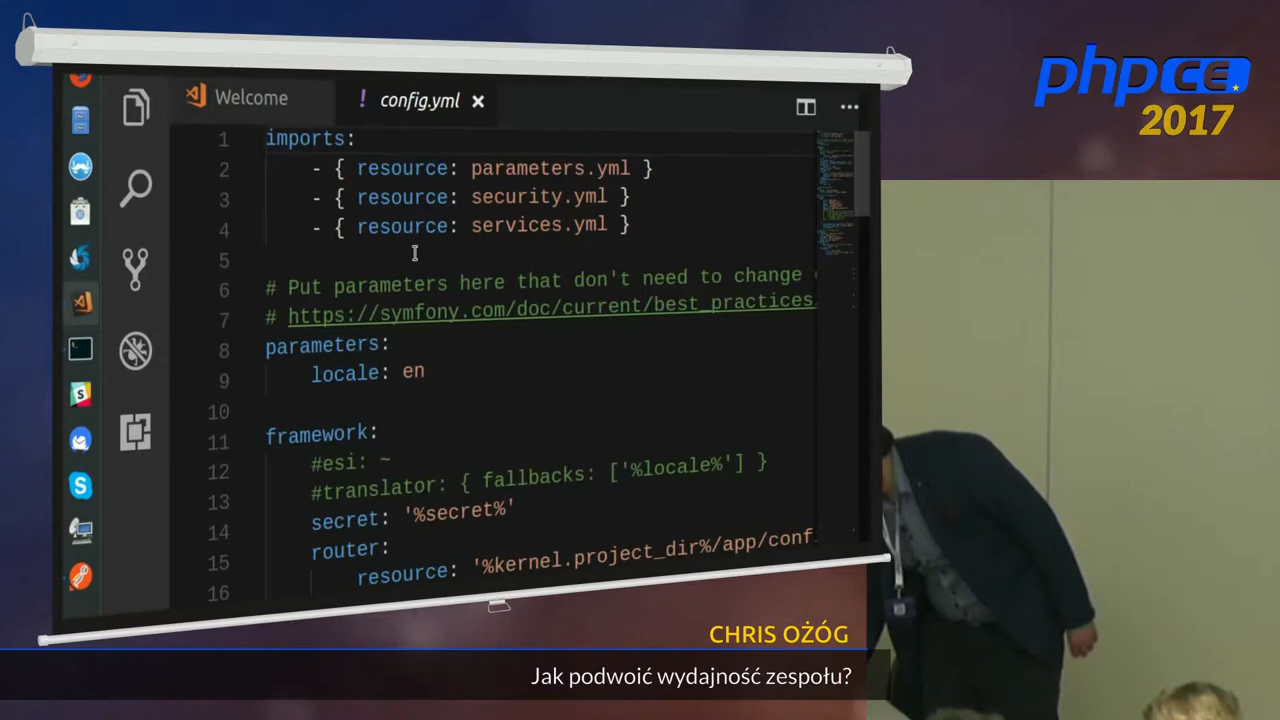 phpCE
2017
Welcome
! config.yml
1 imports:
2 - { resource: parameters.yml }
3 - { resource: security.yml }
4 - { resource: services.yml }
5
6 # Put parameters here that don't need to change
7 # https://symfony.com/doc/current/best_practices
8 parameters:
9 locale: en
10
11 framework:
12 #esi: ~
13 #translator: { fallbacks: ['%locale%'] }
14 secret: '%secret%'
15 router:
16 resource: '%kernel.project_dir%/app/conf
CHRIS OŻÓG
Jak podwoić wydajność zespołu?